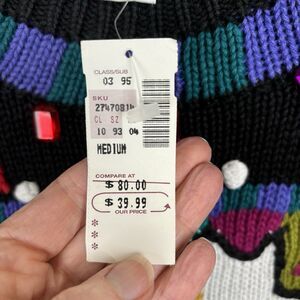 CLASS/SUB
03 95
SKU
CL SZ
10 93 04
MEDIUM
COMPARE AT
$ 80.00
$ 39.99
OUR PRICE